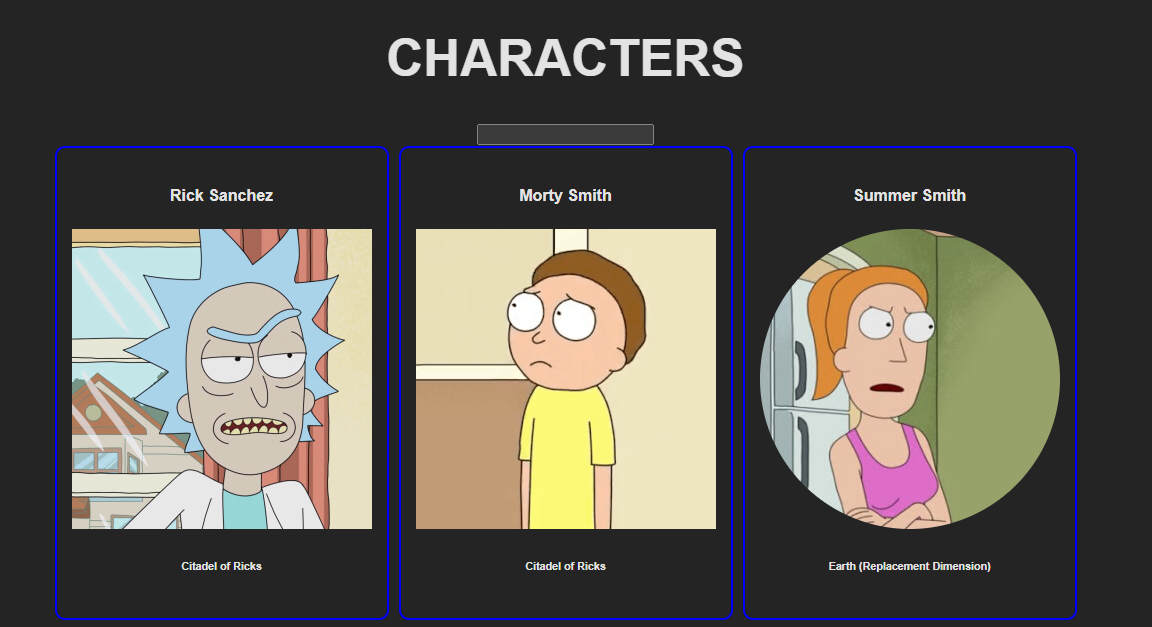 CHARACTERS
Rick Sanchez
Morty Smith
Summer Smith
Citadel of Ricks
Citadel of Ricks
Earth (Replacement Dimension)